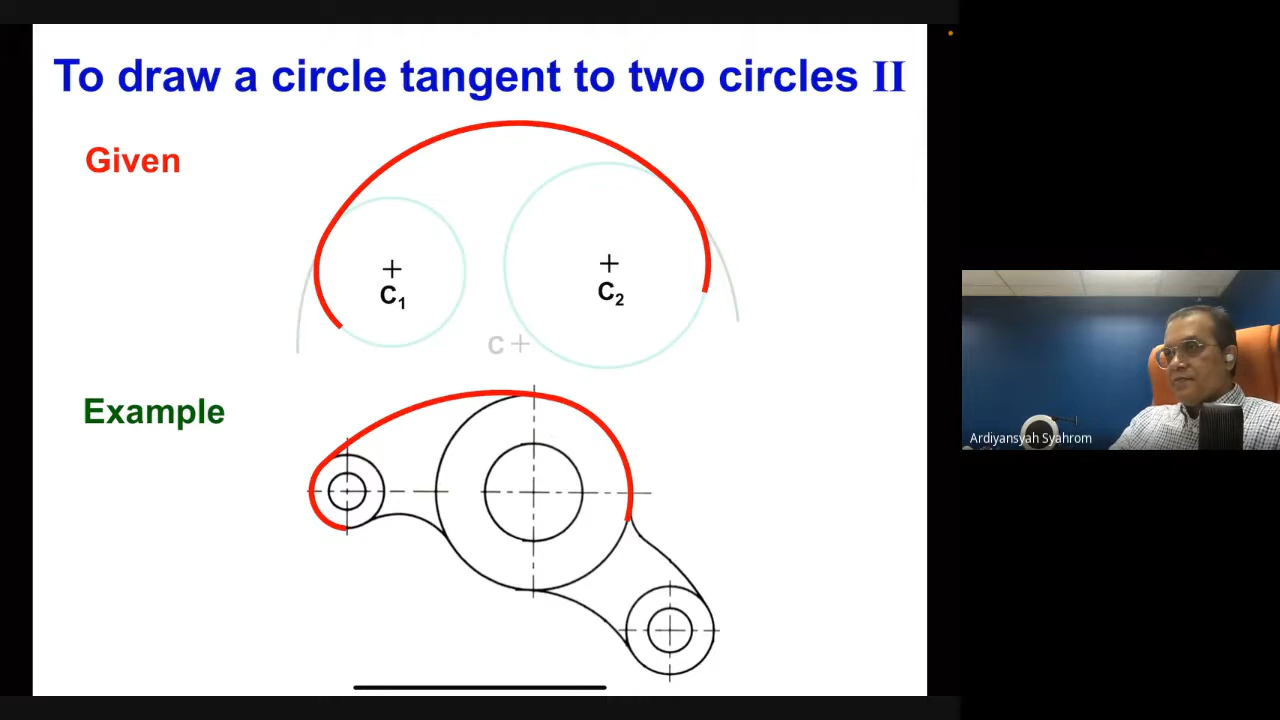 To draw a circle tangent to two circles II
Given
C1
C2
C
Example
Ardiyansyah Syahrom